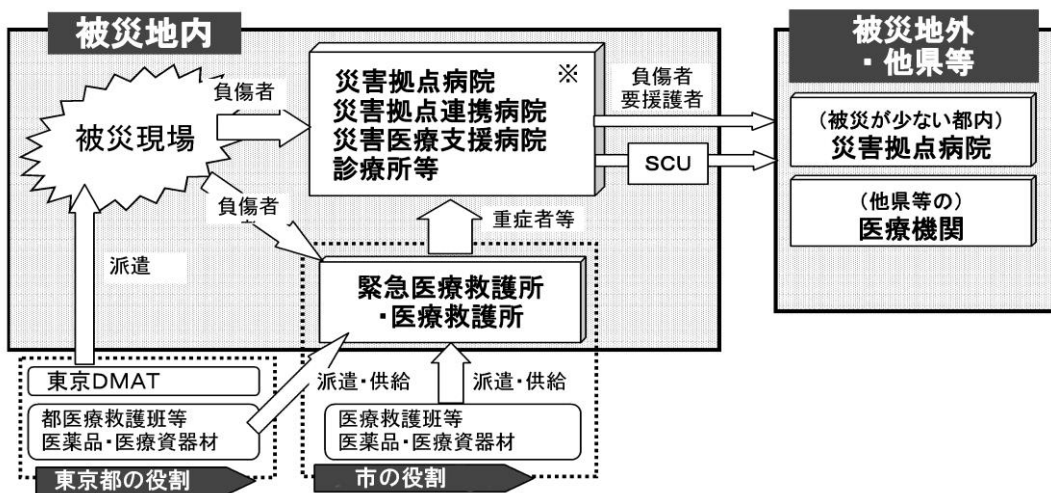 被災地内
被災現場
負傷者
災害拠点病院 ※
災害拠点連携病院
災害医療支援病院
診療所等
負傷者
要援護者
SCU
被災地外
・他県等
(被災が少ない都内)
災害拠点病院
(他県等の)
医療機関
負傷者
重症者等
派遣
緊急医療救護所
・医療救護所
東京DMAT
都医療救護班等
医薬品・医療資器材
東京都の役割
派遣・供給
派遣・供給
医療救護班等
医薬品・医療資器材
市の役割